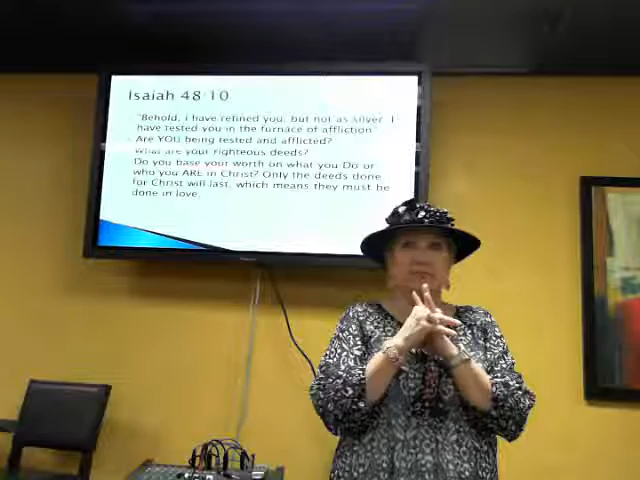 Isaiah 48:10
"Behold, i have refined you, but not as silver. I
have tested you in the furnace of affliction"
Are YOU being tested and afflicted?
What are your righteous deeds?
Do you base your worth on what you Do or
who you ARE in Christ? Only the deeds done
for Christ will last, which means they must be
done in love.